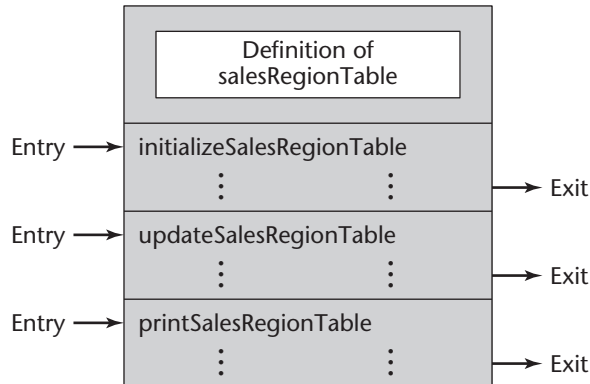 Definition of
salesRegionTable
Entry
initializeSalesRegionTable
Exit
Entry
updateSalesRegionTable
Exit
Entry
printSalesRegionTable
Exit